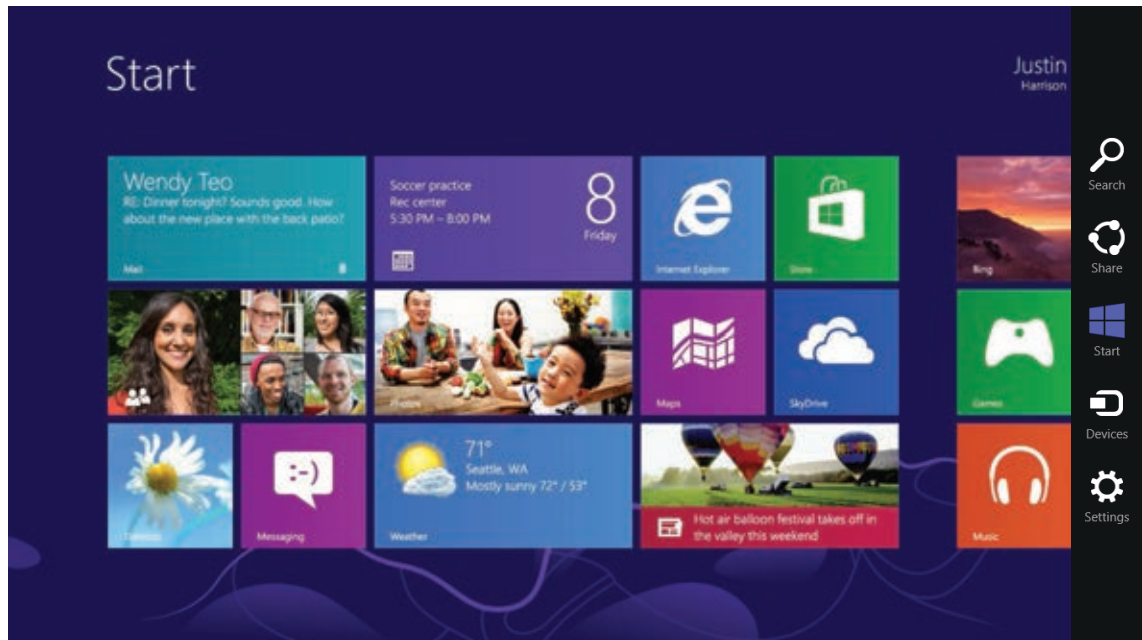 Start
Justin
Harrison
Wendy Teo
RE: Dinner tonight? Sounds good. How
about the new place with the back patio?
Mail
8
Soccer practice
Rec center
5:30 PM – 8:00 PM
8
Friday
Internet Explorer
Store
Bing
Photos
Maps
SkyDrive
Games
Desktop
:-)
Messaging
71°
Seattle, WA
Mostly sunny 72° / 53°
Weather
Hot air balloon festival takes off in
the valley this weekend
Music
Search
Share
Start
Devices
Settings